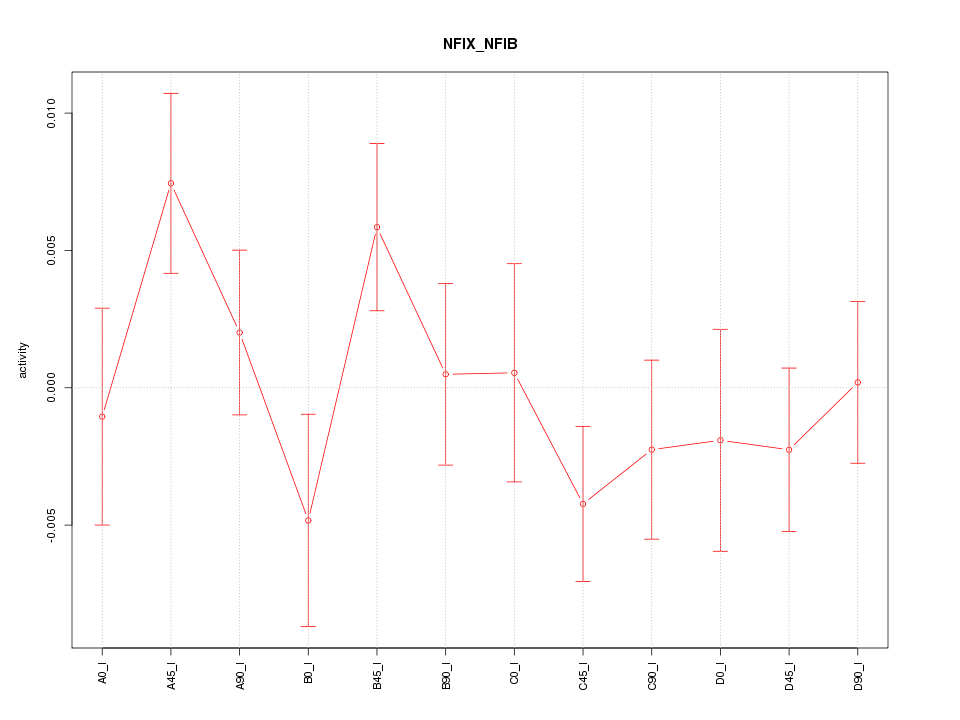 NFIX_NFIB
0.010
0.005
0.000
-0.005
activity
A0_I
A45_I
A90_I
B0_I
B45_I
B90_I
C0_I
C45_I
C90_I
D0_I
D45_I
D90_I